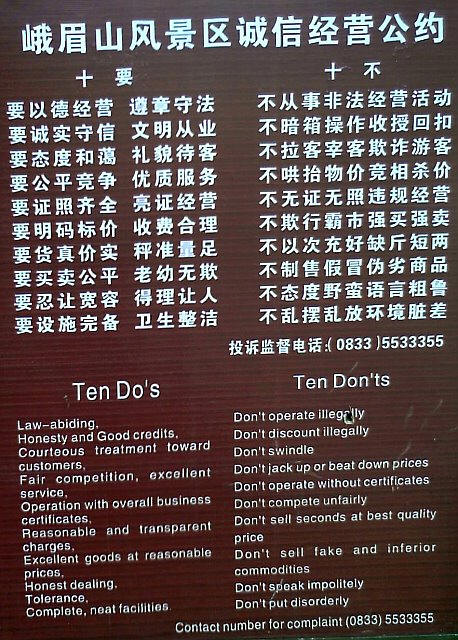 峨眉山风景区诚信经营公约
十 要
要以德经营 遵章守法
要诚实守信 文明从业
要态度和蔼 礼貌待客
要公平竞争 优质服务
要证照齐全 亮证经营
要明码标价 收费合理
要货真价实 秤准量足
要买卖公平 老幼无欺
要忍让宽容 得理让人
要设施完备 卫生整洁
十 不
不从事非法经营活动
不暗箱操作收授回扣
不拉客宰客欺诈游客
不哄抬物价竞相杀价
不无证无照违规经营
不欺行霸市强买强卖
不以次充好缺斤短两
不制售假冒伪劣商品
不态度野蛮语言粗鲁
不乱摆乱放环境脏差
投诉监督电话:(0833)5533355
Ten Do's
Law-abiding,
Honesty and Good credits,
Courteous treatment toward
customers,
Fair competition, excellent
service,
Operation with overall business
certificates,
Reasonable and transparent
charges,
Excellent goods at reasonable
prices,
Honest dealing,
Tolerance,
Complete, neat facilities.
Ten Don'ts
Don't operate illegally
Don't discount illegally
Don't swindle
Don't jack up or beat down prices
Don't operate without certificates
Don't compete unfairly
Don't sell seconds at best quality
price
Don't sell fake and inferior
commodities
Don't speak impolitely
Don't put disorderly
Contact number for complaint (0833) 5533355